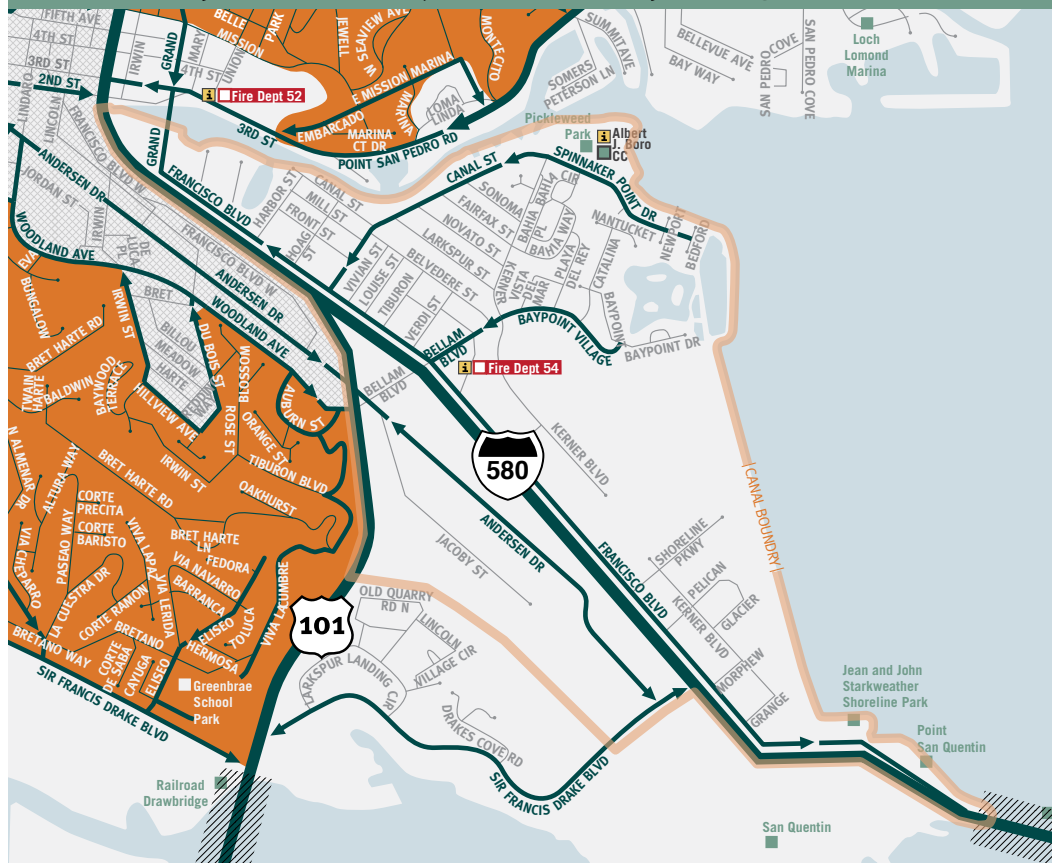 FIFTH AVE
4TH ST
3RD ST
2ND ST
LINDARO
LINCOLN
IRWIN
GRAND
MARY
4TH ST
UNION
BELLE
MISSION
PARK
JEWELL
SEAVIEW AVE
W
MONTECITO
E MISSION
MARINA
EMBARCADO
MARINA
MARINA
CT DR
LOMA
LINDA
Fire Dept 52
3RD ST
POINT SAN PEDRO RD
SUMMIT AVE
SOMERS
PETERSON LN
BELLEVUE AVE
BAY WAY
SAN PEDRO
COVE
SAN PEDRO COVE
Loch
Lomond
Marina
Pickleweed
Park
Albert
J. Boro
CC
FRANCISCO BLVD W
GRAND
ANDERSEN DR
JORDAN ST
WOODLAND AVE
IRWIN
DE
LUCA
PL
FRANCISCO BLVD W
FRANCISCO BLVD
HARBOR ST
CANAL ST
MILL ST
FRONT ST
HOAG
ST
CANAL ST
SPINNAKER POINT DR
SONOMA
FAIRFAX ST
NOVATO ST
LARKSPUR ST
BELVEDERE ST
VIVIAN ST
LOUISE ST
TIBURON
VERDI ST
BAHIA CIR
BAHIA
PL
BAHIA WAY
KERNER
VISTA
DEL
MAR
PLAYA
DEL REY
CATALINA
NANTUCKET
NEWPORT
BEDFORD
BAYPOINT
BAYPOINT DR
BAYPOINT VILLAGE
BELLAM
BLVD
Fire Dept 54
BELLAM
BLVD
ANDERSEN DR
WOODLAND AVE
EVA
BUNGALOW
IRWIN ST
BRET
BILLOU
MEADOW
HARTE
DU BOIS ST
BRET HARTE RD
BALDWIN
TWAIN
HARTE
BAYWOOD
TERRACE
HILLVIEW AVE
WOSSOLB
ROSE ST
AUBURN ST
ORANGE ST
IRWIN ST
TIBURON BLVD
OAKHURST
N ALMENAR DR
ALTURA WAY
BRET HARTE RD
CORTE
PRECITA
CORTE
BARISTO
PASEAO WAY
VIA CHEPARRO
VIVA LAPAZ
BRET HARTE
LN
FEDORA
VIA NAVARRO
BARRANCA
VIA LERIDA
LA CUESTRA DR
CORTE RAMON
BRETANO
BRETANO WAY
CORTE
DE SABA
CAYUGA
ELISEO
ELISEO
TOLUCA
HERMOSA
VIVA LACUMBRE
Greenbrae
School
Park
SIR FRANCIS DRAKE BLVD
Railroad
Drawbridge
101
580
KERNER BLVD
JACOBY ST
ANDERSEN DR
FRANCISCO BLVD
SHORELINE
PKWY
PELICAN
GLACIER
KERNER BLVD
MORPHEW
GRANGE
CANAL BOUNDRY
OLD QUARRY
RD N
LINCOLN
VILLAGE CIR
LARKSPUR LANDING CIR
DRAKES COVE RD
SIR FRANCIS DRAKE BLVD
Jean and John
Starkweather
Shoreline Park
Point
San Quentin
San Quentin